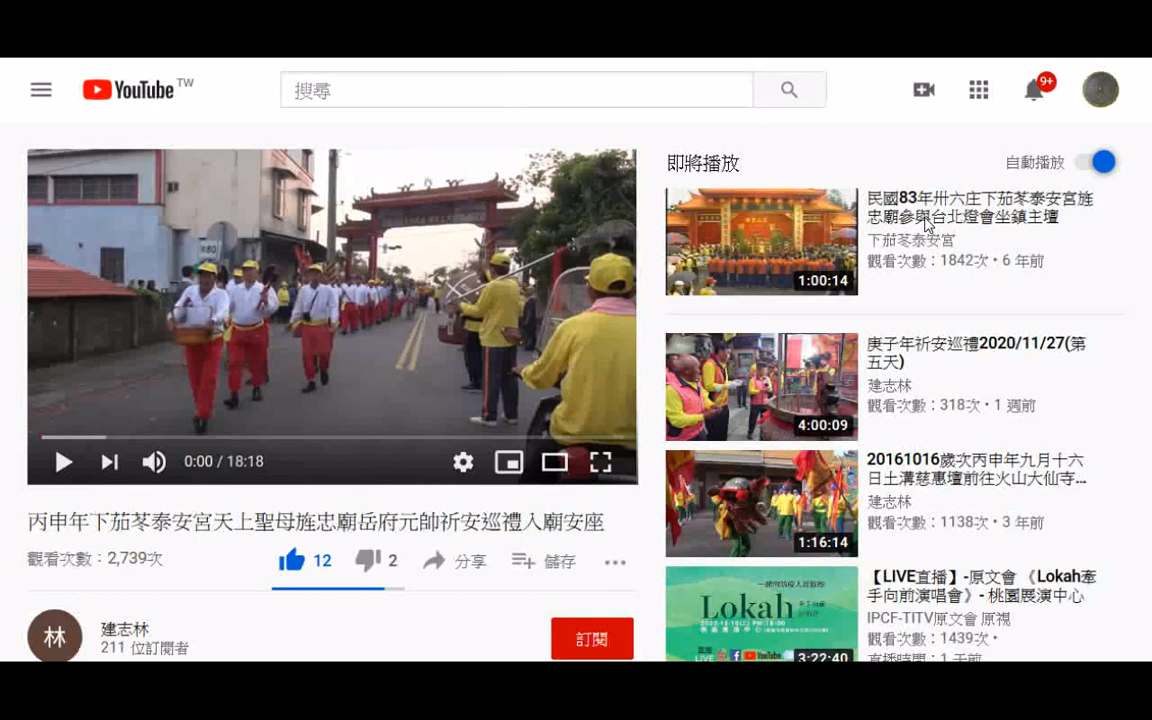 YouTube TW
搜尋
9+
即將播放
自動播放
民國83年卅六庄下茄苳泰安宮旌
忠廟參與台北燈會坐鎮主壇
下茄苳泰安宮
觀看次數：1842次・6 年前
1:00:14
庚子年祈安巡禮2020/11/27(第
五天)
建志林
觀看次數：318次・1 週前
4:00:09
20161016歲次丙申年九月十六
日土溝慈惠壇前往火山大仙寺...
建志林
觀看次數：1138次・3 年前
1:16:14
【LIVE直播】-原文會 《Lokah牽
手向前演唱會》- 桃園展演中心
IPCF-TITV原文會 原視
觀看次數：1439次・
直播時間：1 天前
Lokah
LIVE
YouTube
3:22:40
0:00 / 18:18
丙申年下茄苳泰安宮天上聖母旌忠廟岳府元帥祈安巡禮入廟安座
觀看次數：2,739次
12
2
分享
儲存
林
建志林
211 位訂閱者
訂閱